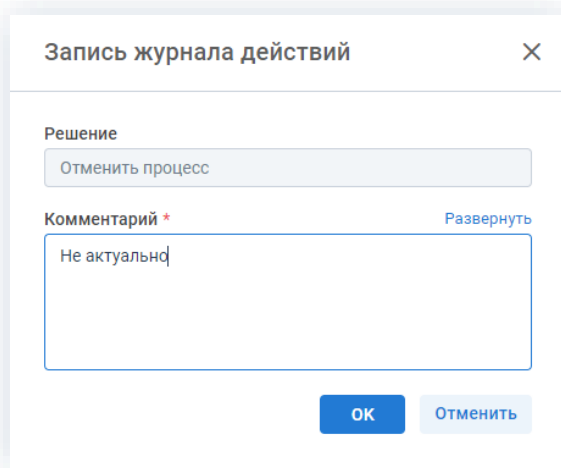 Запись журнала действий
Решение
Отменить процесс
Комментарий * Развернуть
Не актуально
ОК Отменить